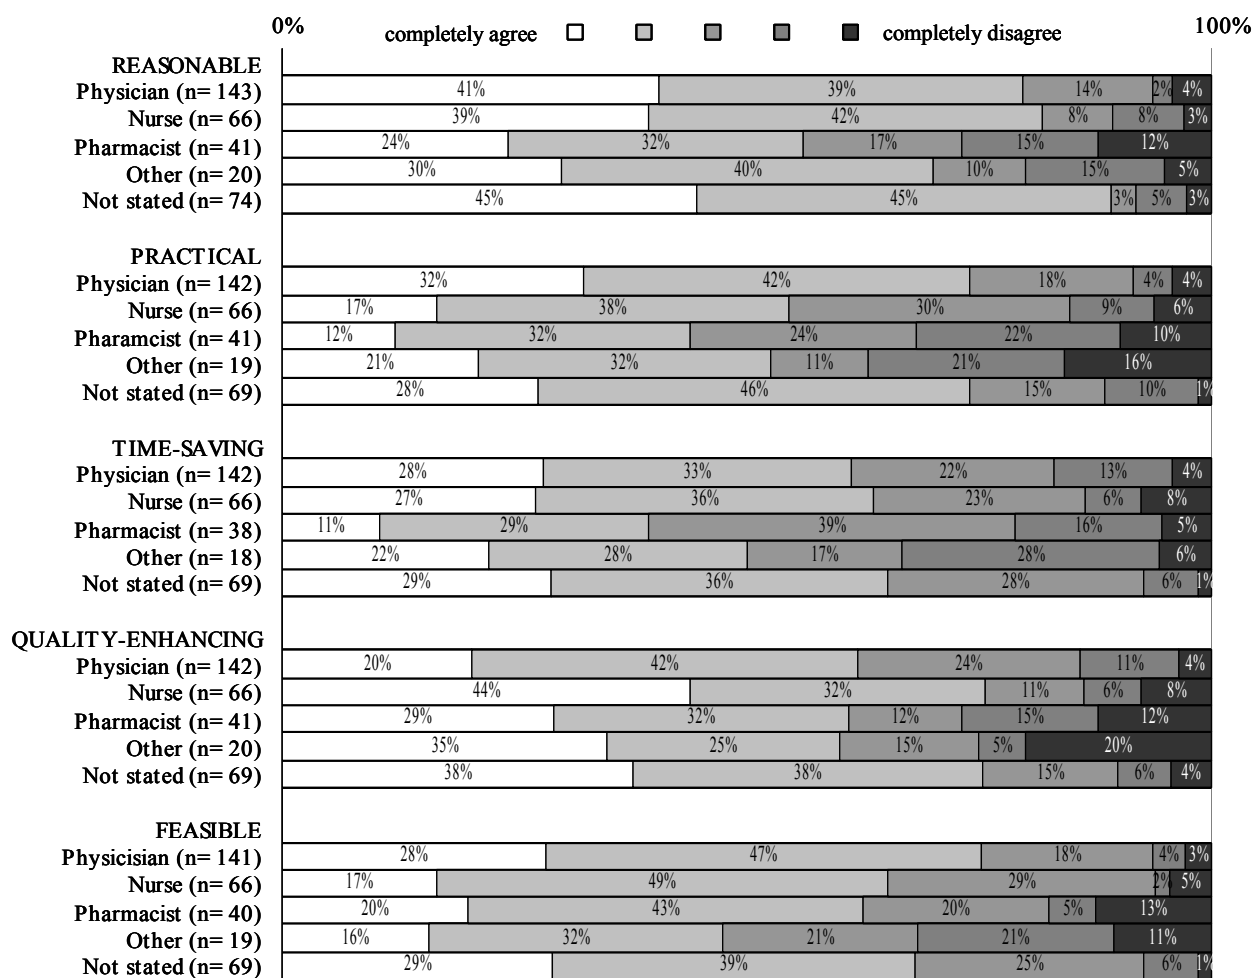 0% 100%
completely agree completely disagree
REASONABLE
Physician (n= 143) 41% 39% 14% 2% 4%
Nurse (n= 66) 39% 42% 8% 8% 3%
Pharmacist (n= 41) 24% 32% 17% 15% 12%
Other (n= 20) 30% 40% 10% 15% 5%
Not stated (n= 74) 45% 45% 3% 5% 3%
PRACTICAL
Physician (n= 142) 32% 42% 18% 4% 4%
Nurse (n= 66) 17% 38% 30% 9% 6%
Pharamcist (n= 41) 12% 32% 24% 22% 10%
Other (n= 19) 21% 32% 11% 21% 16%
Not stated (n= 69) 28% 46% 15% 10% 1%
TIME-SAVING
Physician (n= 142) 28% 33% 22% 13% 4%
Nurse (n= 66) 27% 36% 23% 6% 8%
Pharmacist (n= 38) 11% 29% 39% 16% 5%
Other (n= 18) 22% 28% 17% 28% 6%
Not stated (n= 69) 29% 36% 28% 6% 1%
QUALITY-ENHANCING
Physician (n= 142) 20% 42% 24% 11% 4%
Nurse (n= 66) 44% 32% 11% 6% 8%
Pharmacist (n= 41) 29% 32% 12% 15% 12%
Other (n= 20) 35% 25% 15% 5% 20%
Not stated (n= 69) 38% 38% 15% 6% 4%
FEASIBLE
Physicisian (n= 141) 28% 47% 18% 4% 3%
Nurse (n= 66) 17% 49% 29% 2% 5%
Pharmacist (n= 40) 20% 43% 20% 5% 13%
Other (n= 19) 16% 32% 21% 21% 11%
Not stated (n= 69) 29% 39% 25% 6% 1%